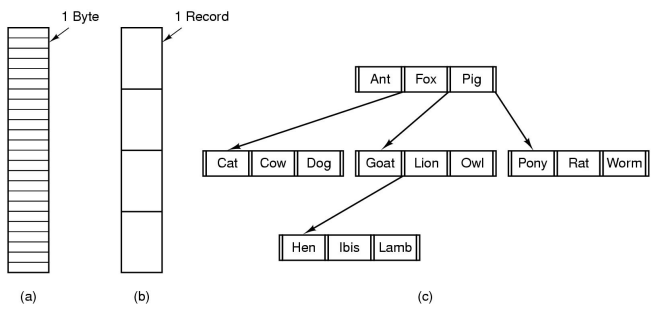 1 Byte
1 Record
Ant Fox Pig
Cat Cow Dog
Goat Lion Owl
Pony Rat Worm
Hen Ibis Lamb
(a)
(b)
(c)